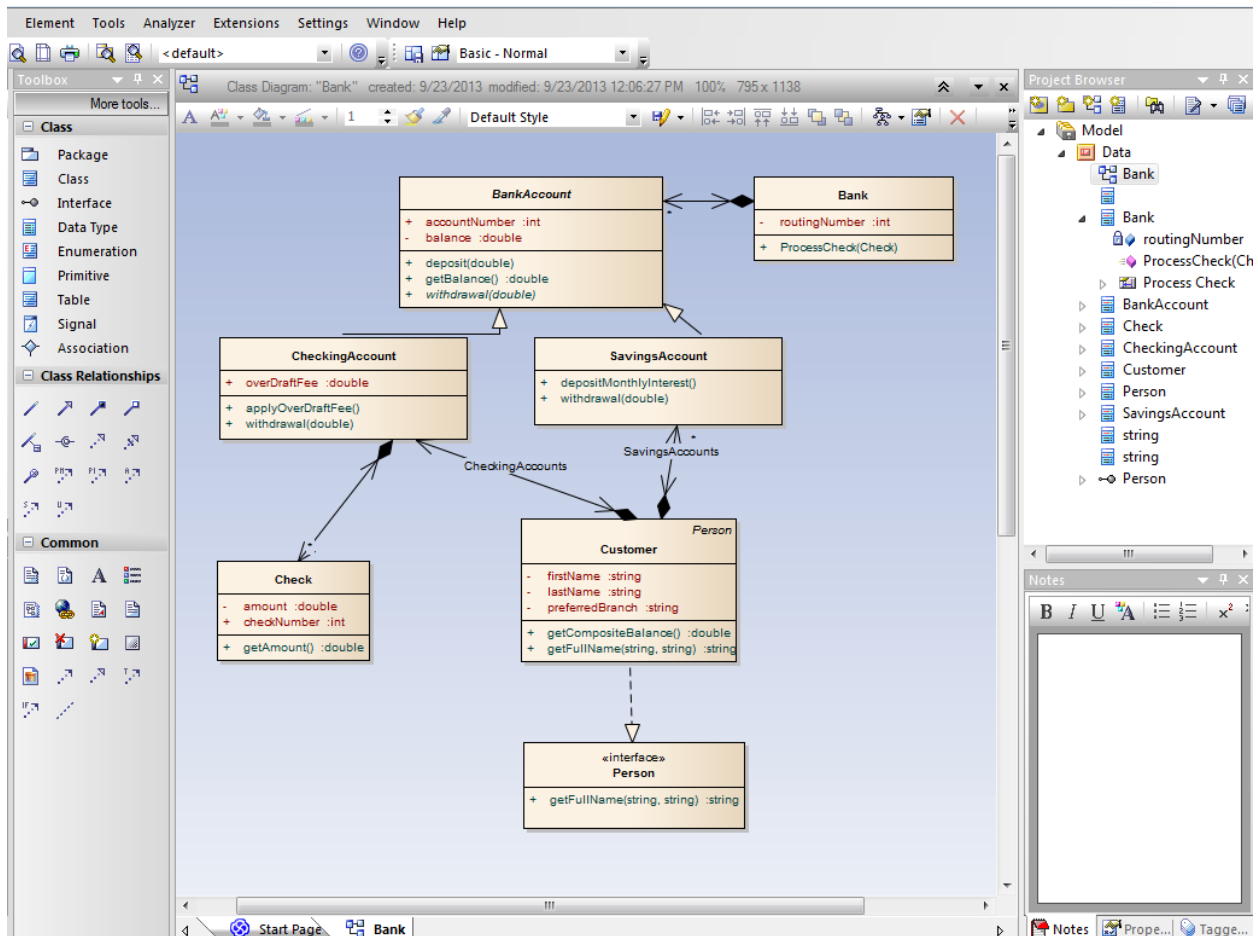 Element Tools Analyzer Extensions Settings Window Help
<default> Basic - Normal
Toolbox
More tools...
Class
Package
Class
Interface
Data Type
Enumeration
Primitive
Table
Signal
Association
Class Relationships
Common
Class Diagram: "Bank" created: 9/23/2013 modified: 9/23/2013 12:06:27 PM 100% 795 x 1138
1 Default Style
BankAccount
+ accountNumber :int
- balance :double
+ deposit(double)
+ getBalance() :double
+ withdrawal(double)
*
Bank
- routingNumber :int
+ ProcessCheck(Check)
CheckingAccount
+ overDraftFee :double
+ applyOverDraftFee()
+ withdrawal(double)
SavingsAccount
+ depositMonthlyInterest()
+ withdrawal(double)
*
SavingsAccounts
CheckingAccounts
Person
Customer
- firstName :string
- lastName :string
- preferredBranch :string
+ getCompositeBalance() :double
+ getFullName(string, string) :string
Check
- amount :double
+ checkNumber :int
+ getAmount() :double
«interface»
Person
+ getFullName(string, string) :string
Start Page Bank
Project Browser
Model
Data
Bank
Bank
routingNumber
ProcessCheck(Ch
Process Check
BankAccount
Check
CheckingAccount
Customer
Person
SavingsAccount
string
string
Person
Notes
B I U A x²
Notes Prope... Tagge...